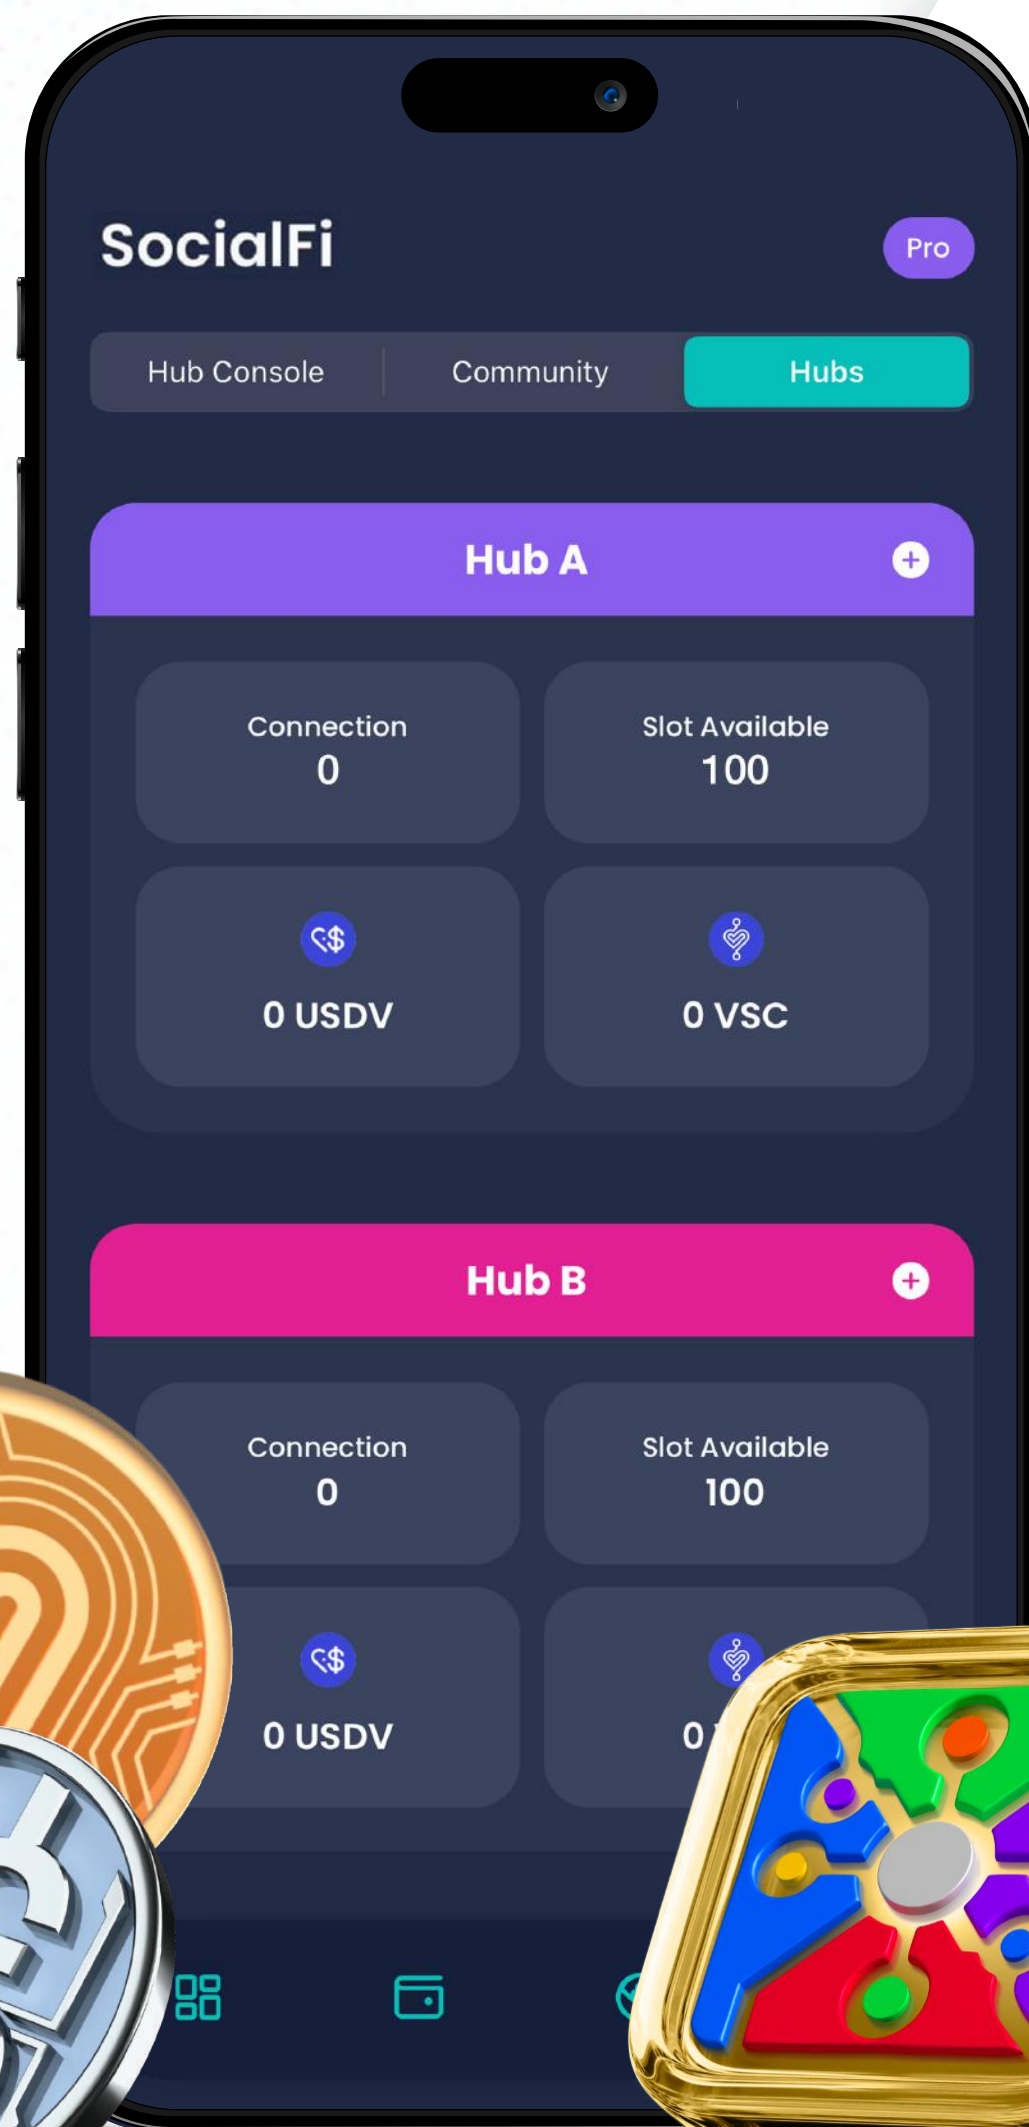 SocialFi
Pro
Hub Console
Community
Hubs
Hub A
Connection
0
Slot Available
100
0 USDV
0 VSC
Hub B
Connection
0
Slot Available
100
0 USDV
0